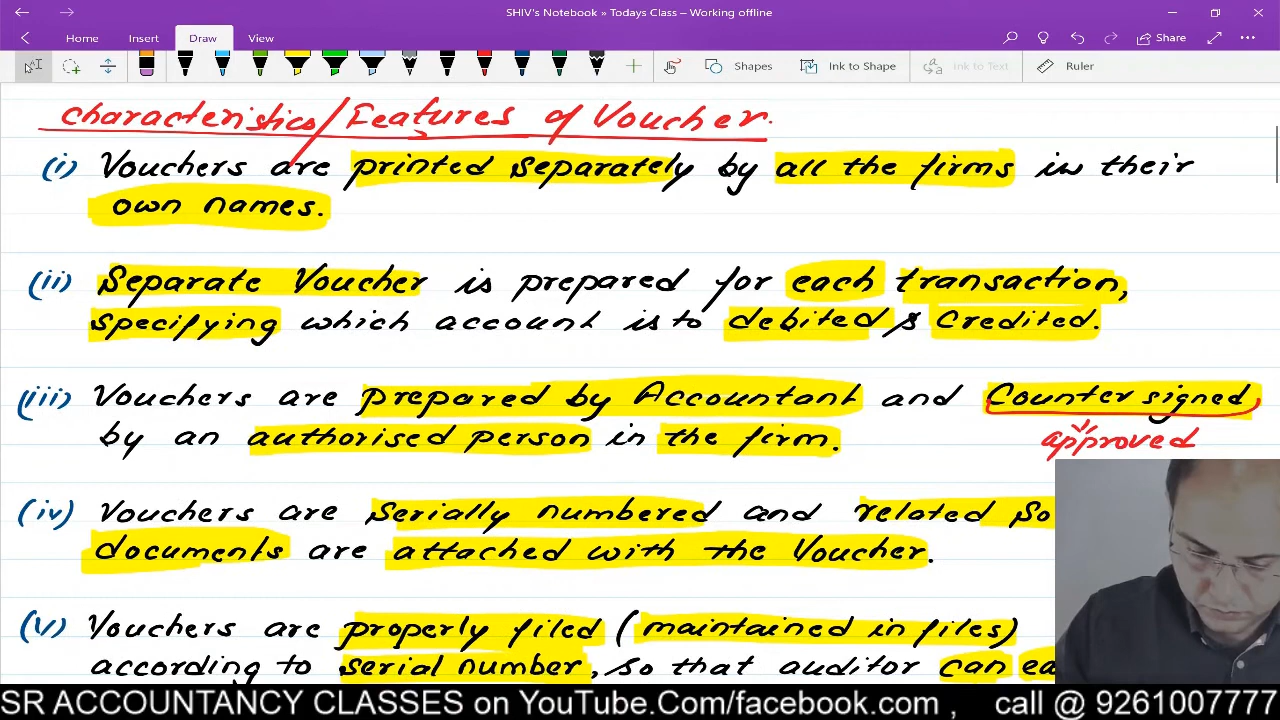 SHIV's Notebook » Todays Class – Working offline
Home Insert Draw View Share
Shapes Ink to Shape Ink to Text Ruler
Characteristics/Features of Voucher.
(i) Vouchers are printed separately by all the firms in their
own names.
(ii) Separate Voucher is prepared for each transaction,
specifying which account is to debited & Credited.
(iii) Vouchers are prepared by Accountant and Counter signed
by an authorised person in the firm.
approved
(iv) Vouchers are serially numbered and related
documents are attached with the Voucher.
(v) Vouchers are properly filed (maintained in files)
according to serial number, so that auditor can
SR ACCOUNTANCY CLASSES on YouTube.Com/facebook.com , call @ 9261007777